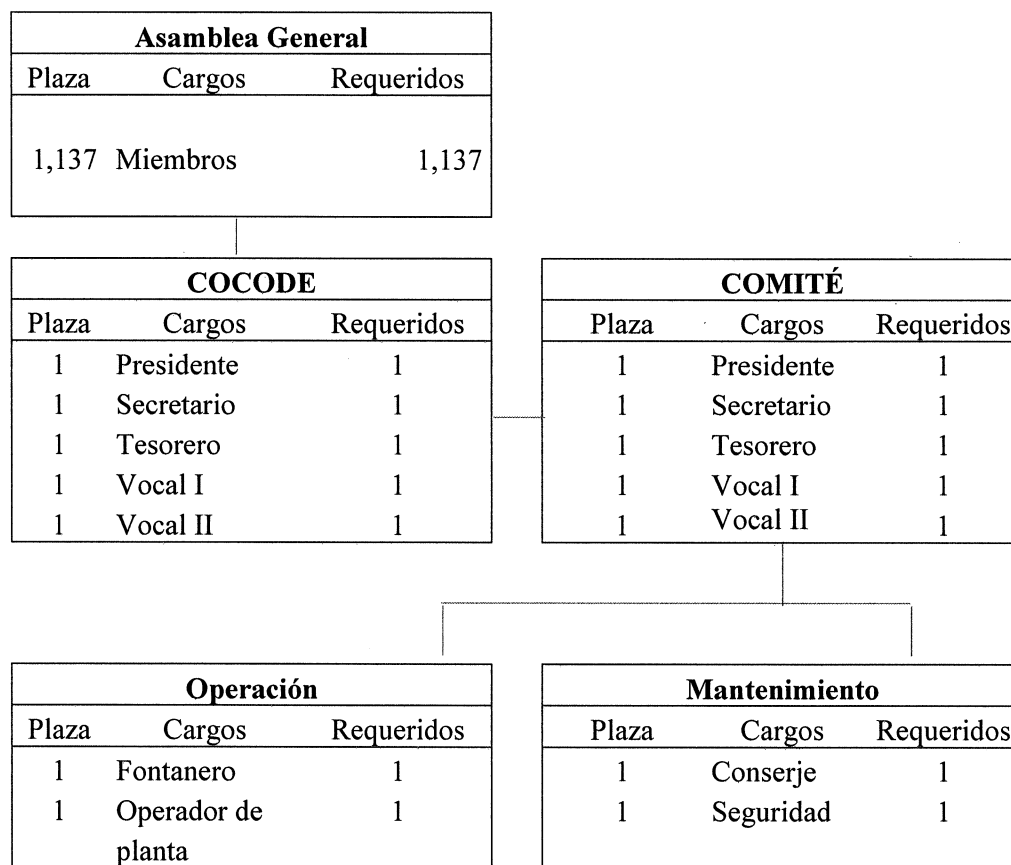 Asamblea General
Plaza Cargos Requeridos
1,137 Miembros 1,137
COCODE
Plaza Cargos Requeridos
1 Presidente 1
1 Secretario 1
1 Tesorero 1
1 Vocal I 1
1 Vocal II 1
COMITÉ
Plaza Cargos Requeridos
1 Presidente 1
1 Secretario 1
1 Tesorero 1
1 Vocal I 1
1 Vocal II 1
Operación
Plaza Cargos Requeridos
1 Fontanero 1
1 Operador de 1
planta
Mantenimiento
Plaza Cargos Requeridos
1 Conserje 1
1 Seguridad 1